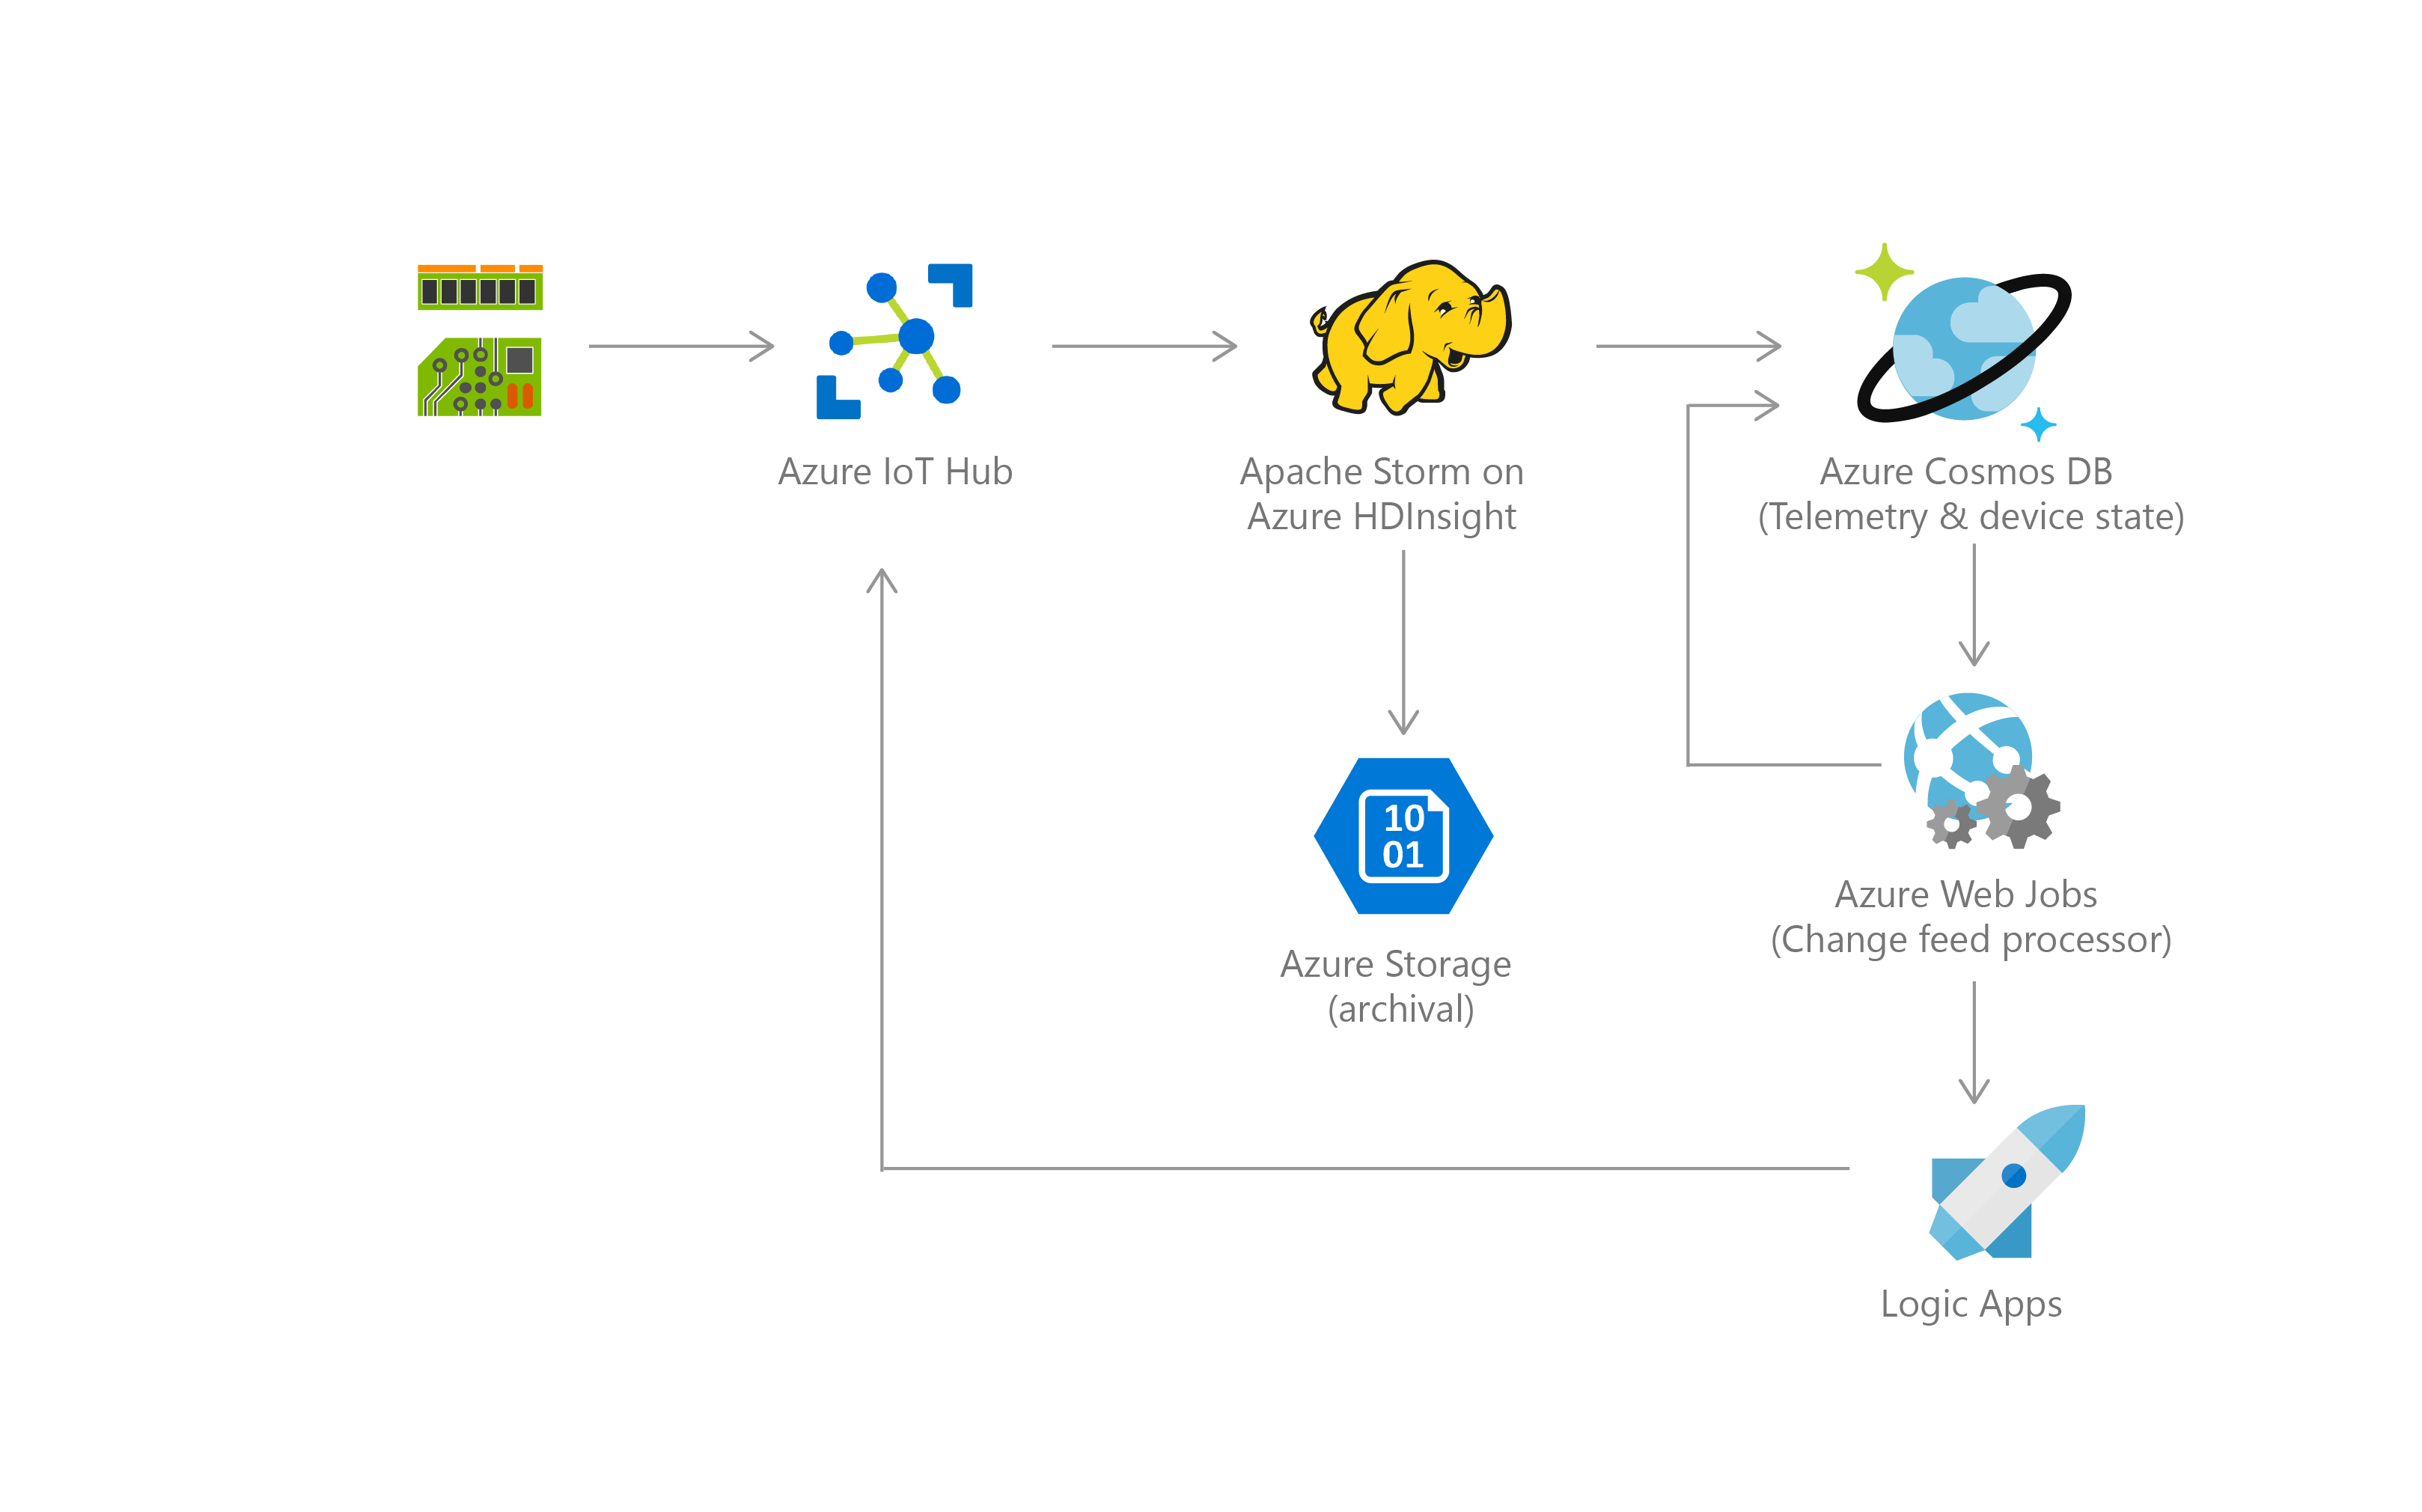 Azure IoT Hub
Apache Storm on
Azure HDInsight
Azure Cosmos DB
(Telemetry & device state)
10
01
Azure Storage
(archival)
Azure Web Jobs
(Change feed processor)
Logic Apps